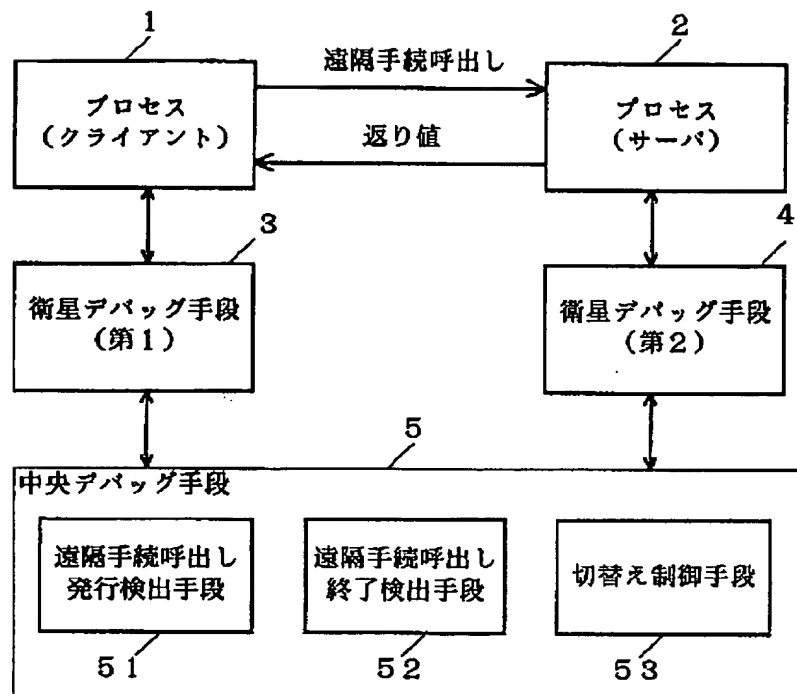 1
2
遠隔手続呼出し
プロセス
(クライアント)
プロセス
(サーバ)
返り値
3
4
衛星デバッグ手段
(第1)
衛星デバッグ手段
(第2)
5
中央デバッグ手段
遠隔手続呼出し
発行検出手段
遠隔手続呼出し
終了検出手段
切替え制御手段
51
52
53